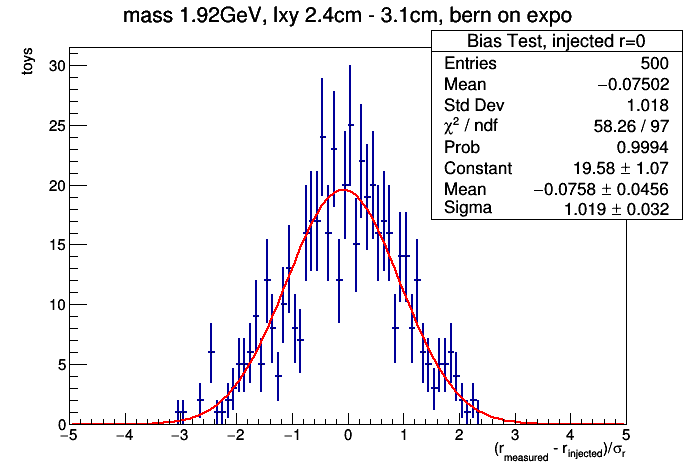 mass 1.92GeV, lxy 2.4cm - 3.1cm, bern on expo
Bias Test, injected r=0
Entries 500
Mean −0.07502
Std Dev 1.018
χ² / ndf 58.26 / 97
Prob 0.9994
Constant 19.58 ± 1.07
Mean −0.0758 ± 0.0456
Sigma 1.019 ± 0.032
toys
30
25
20
15
10
5
0
−5 −4 −3 −2 −1 0 1 2 3 4 5
(r_measured - r_injected)/σ_r